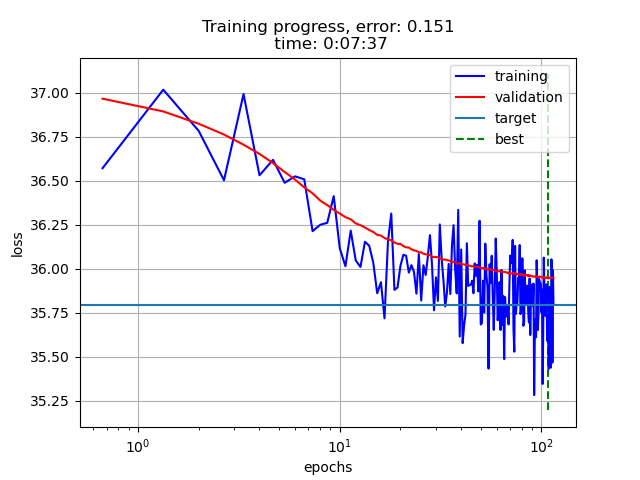 Training progress, error: 0.151
time: 0:07:37
training
validation
target
best
37.00
36.75
36.50
36.25
36.00
35.75
35.50
35.25
loss
10⁰
10¹
10²
epochs